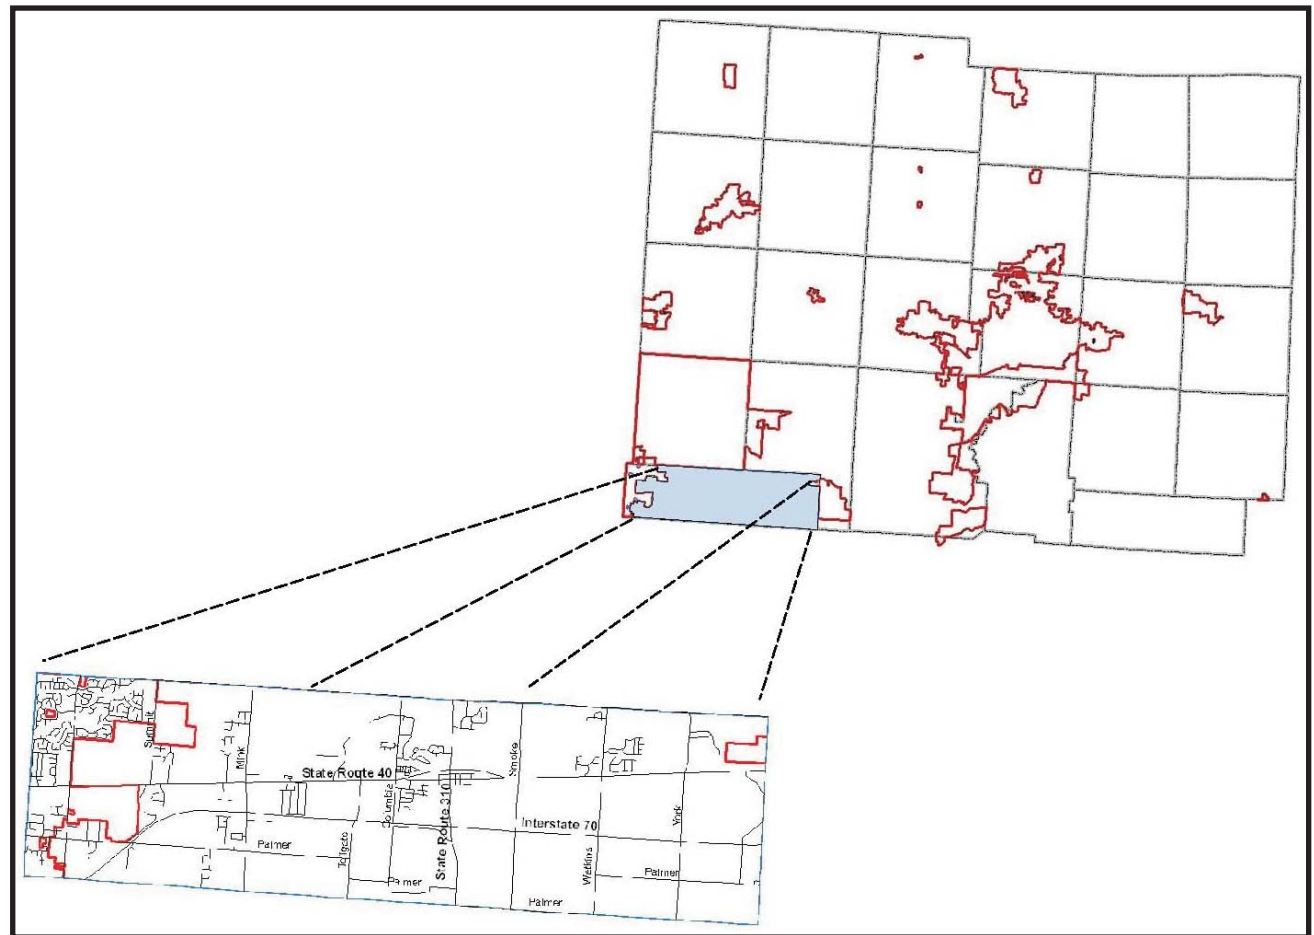 Summit
Mink
State Route 40
Columbia
State Route 310
Smoke
Interstate 70
York
Palmer
Tollgate
Palmer
Watkins
Palmer
Palmer